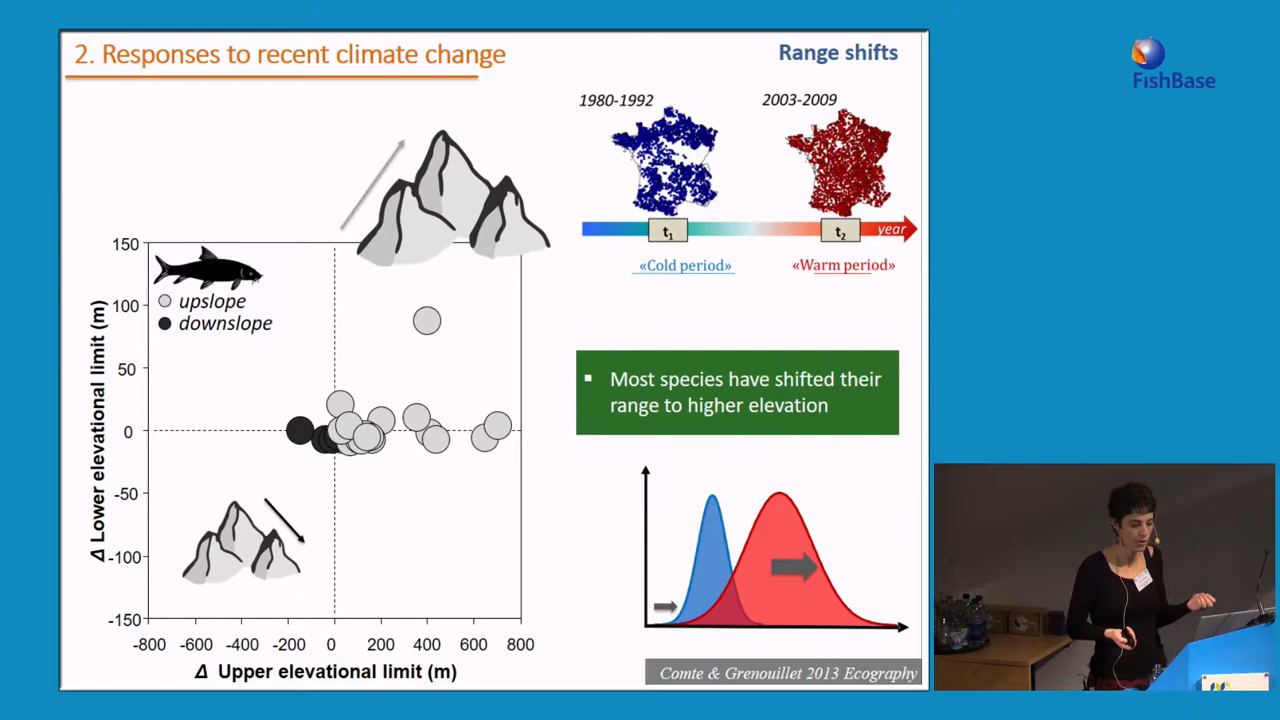 2. Responses to recent climate change
Range shifts
FishBase
1980-1992
2003-2009
t1
t2
year
«Cold period»
«Warm period»
upslope
downslope
150
100
50
0
-50
-100
-150
-800
-600
-400
-200
0
200
400
600
800
Δ Lower elevational limit (m)
Δ Upper elevational limit (m)
▪ Most species have shifted their
range to higher elevation
Comte & Grenouillet 2013 Ecography